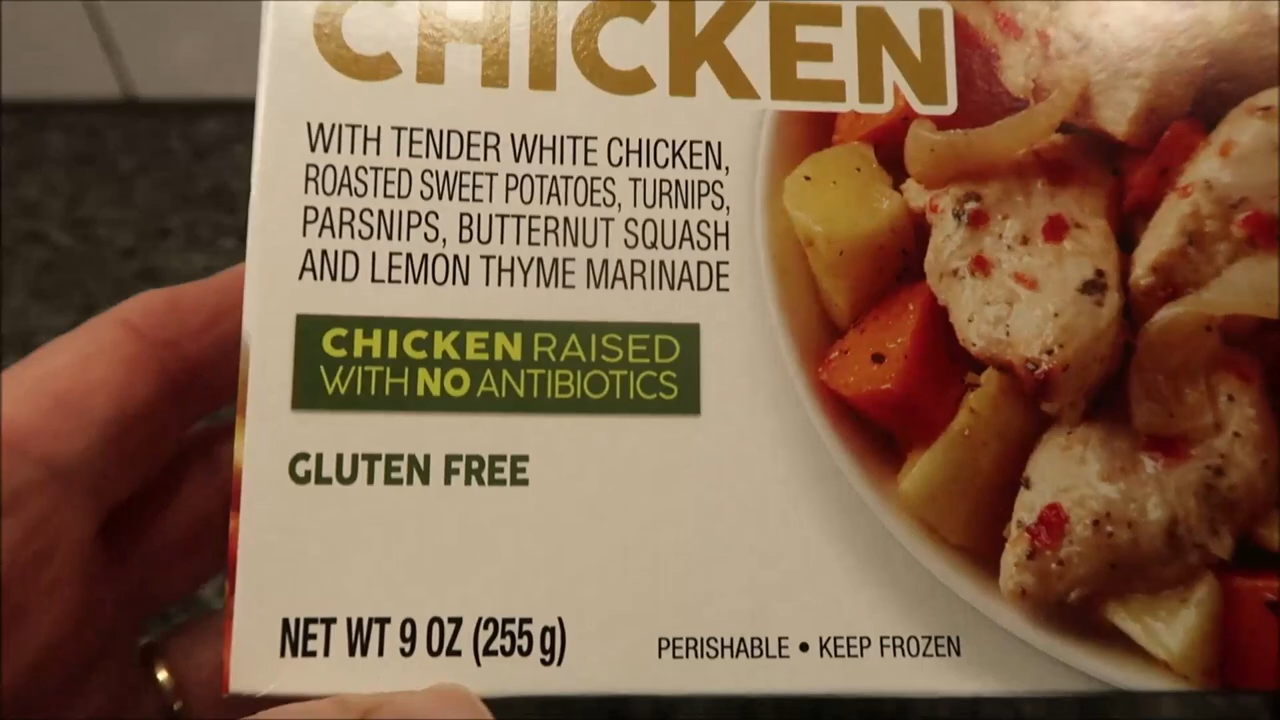 CHICKEN
WITH TENDER WHITE CHICKEN,
ROASTED SWEET POTATOES, TURNIPS,
PARSNIPS, BUTTERNUT SQUASH
AND LEMON THYME MARINADE
CHICKEN RAISED
WITH NO ANTIBIOTICS
GLUTEN FREE
NET WT 9 OZ (255 g)
PERISHABLE • KEEP FROZEN